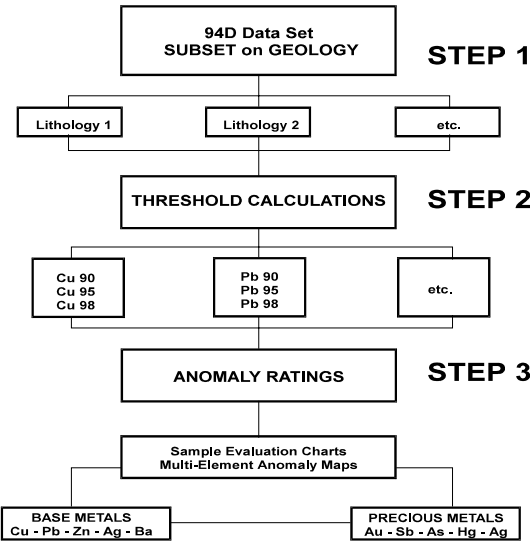 94D Data Set
SUBSET on GEOLOGY
STEP 1
Lithology 1
Lithology 2
etc.
THRESHOLD CALCULATIONS
STEP 2
Cu 90
Cu 95
Cu 98
Pb 90
Pb 95
Pb 98
etc.
ANOMALY RATINGS
STEP 3
Sample Evaluation Charts
Multi-Element Anomaly Maps
BASE METALS
Cu - Pb - Zn - Ag - Ba
PRECIOUS METALS
Au - Sb - As - Hg - Ag